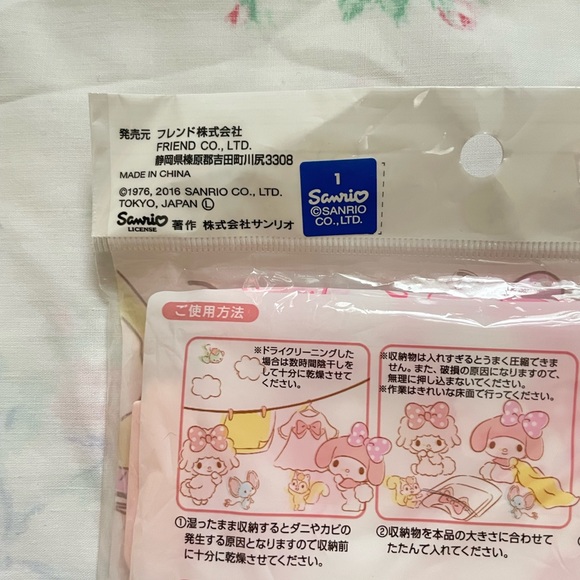 発売元 フレンド株式会社
FRIEND CO., LTD.
静岡県榛原郡吉田町川尻3308
MADE IN CHINA
©1976, 2016 SANRIO CO., LTD.
TOKYO, JAPAN Ⓛ
Sanrio
LICENSE
著作 株式会社サンリオ
1
Sanrio
©SANRIO
CO.,LTD.
ご使用方法
※ドライクリーニングした
場合は数時間陰干しを
して十分に乾燥させて
ください。
①湿ったまま収納するとダニやカビの
発生する原因となりますので収納前
に十分に乾燥させてください。
※収納物は入れすぎるとうまく圧縮できま
せん。また、破損の原因になりますので、
無理に押し込まないでください。
※作業はきれいな床面で行ってください。
②収納物を本品の大きさに合わせて
たたんで入れてください。